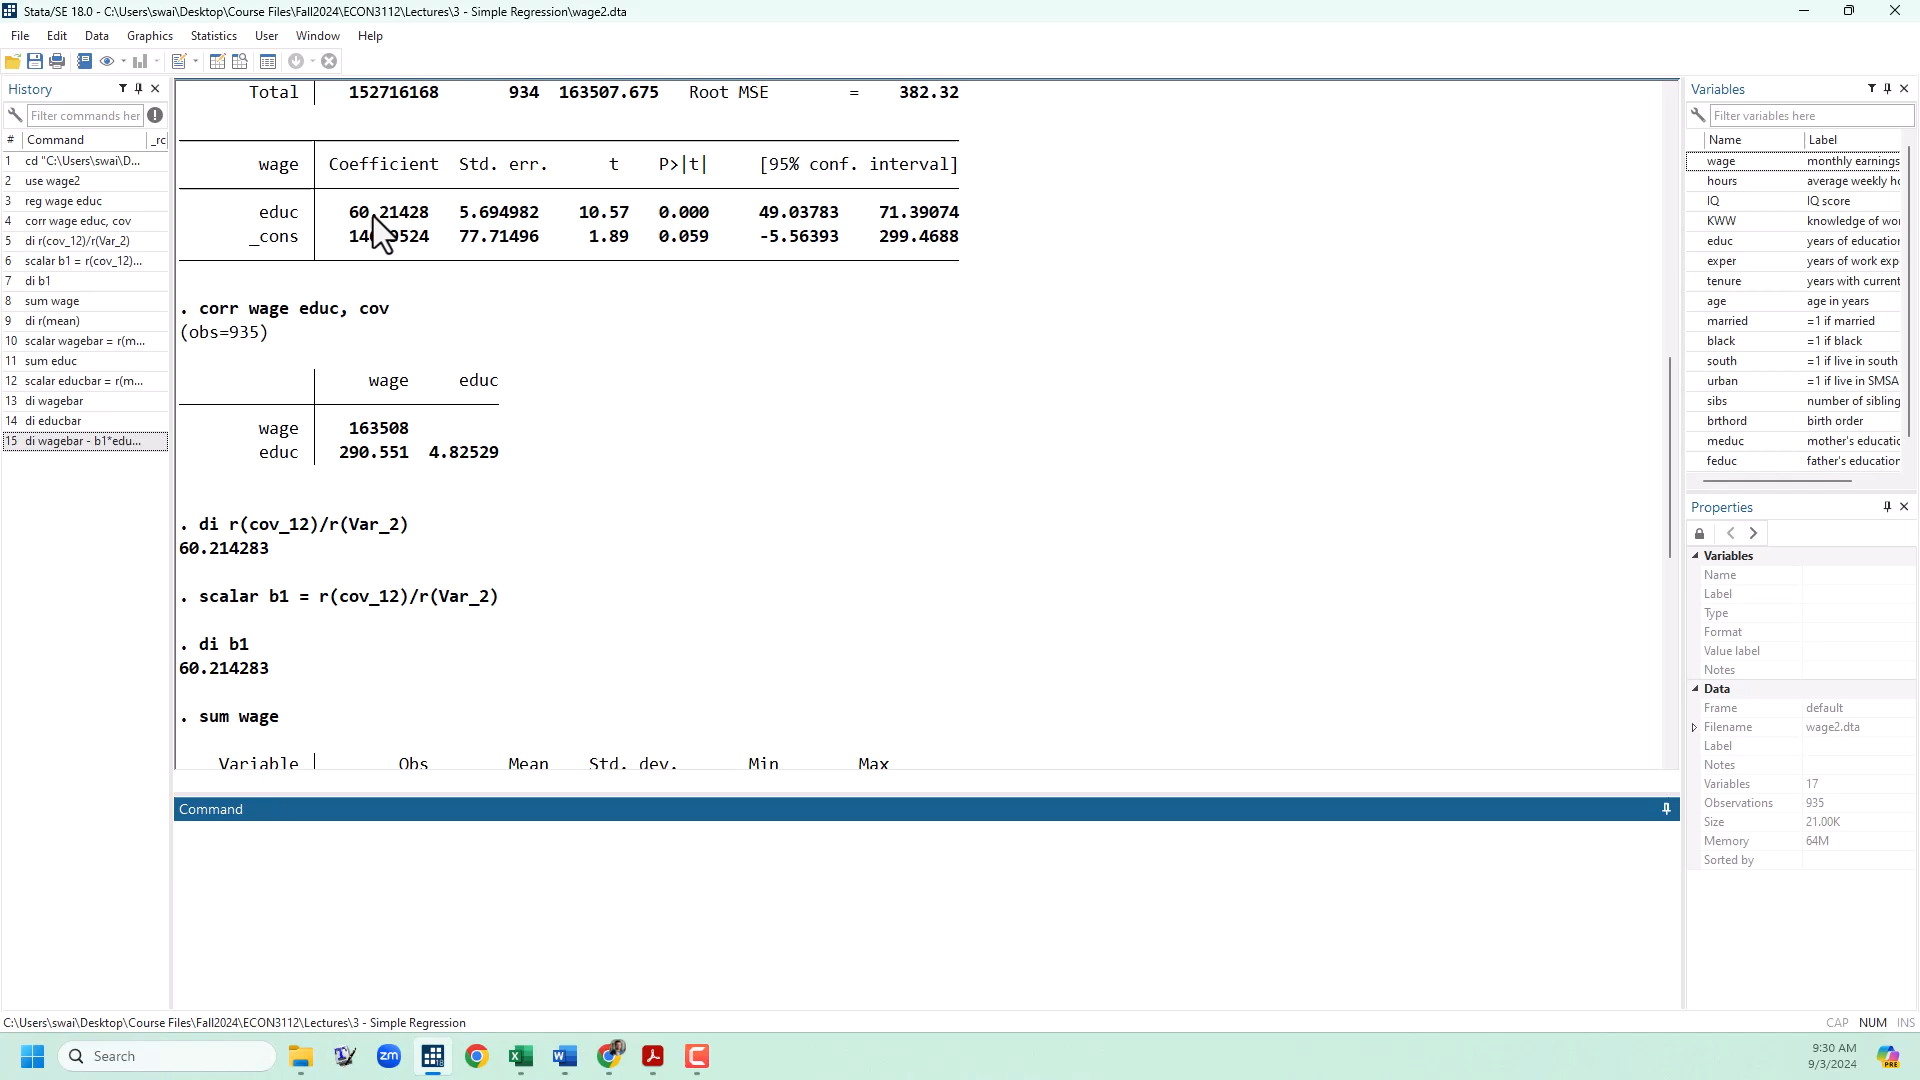 Stata/SE 18.0 - C:\Users\swai\Desktop\Course Files\Fall2024\ECON3112\Lectures\3 - Simple Regression\wage2.dta
File Edit Data Graphics Statistics User Window Help
History
Filter commands her
# Command _rc
1 cd "C:\Users\swai\D...
2 use wage2
3 reg wage educ
4 corr wage educ, cov
5 di r(cov_12)/r(Var_2)
6 scalar b1 = r(cov_12)...
7 di b1
8 sum wage
9 di r(mean)
10 scalar wagebar = r(m...
11 sum educ
12 scalar educbar = r(m...
13 di wagebar
14 di educbar
15 di wagebar - b1*edu...
Total 152716168 934 163507.675 Root MSE = 382.32
wage Coefficient Std. err. t P>|t| [95% conf. interval]
educ 60.21428 5.694982 10.57 0.000 49.03783 71.39074
_cons 77.71496 1.89 0.059 -5.56393 299.4688
. corr wage educ, cov
(obs=935)
wage educ
wage 163508
educ 290.551 4.82529
. di r(cov_12)/r(Var_2)
60.214283
. scalar b1 = r(cov_12)/r(Var_2)
. di b1
60.214283
. sum wage
Variable Obs Mean Std. dev. Min Max
Command
Variables
Filter variables here
Name Label
wage monthly earnings
hours average weekly ho
IQ IQ score
KWW knowledge of wor
educ years of education
exper years of work exp
tenure years with current
age age in years
married =1 if married
black =1 if black
south =1 if live in south
urban =1 if live in SMSA
sibs number of sibling
brthord birth order
meduc mother's educatic
feduc father's education
Properties
Variables
Name
Label
Type
Format
Value label
Notes
Data
Frame default
Filename wage2.dta
Label
Notes
Variables 17
Observations 935
Size 21.00K
Memory 64M
Sorted by
C:\Users\swai\Desktop\Course Files\Fall2024\ECON3112\Lectures\3 - Simple Regression
CAP NUM INS
Search
zm
9:30 AM
9/3/2024
PRE